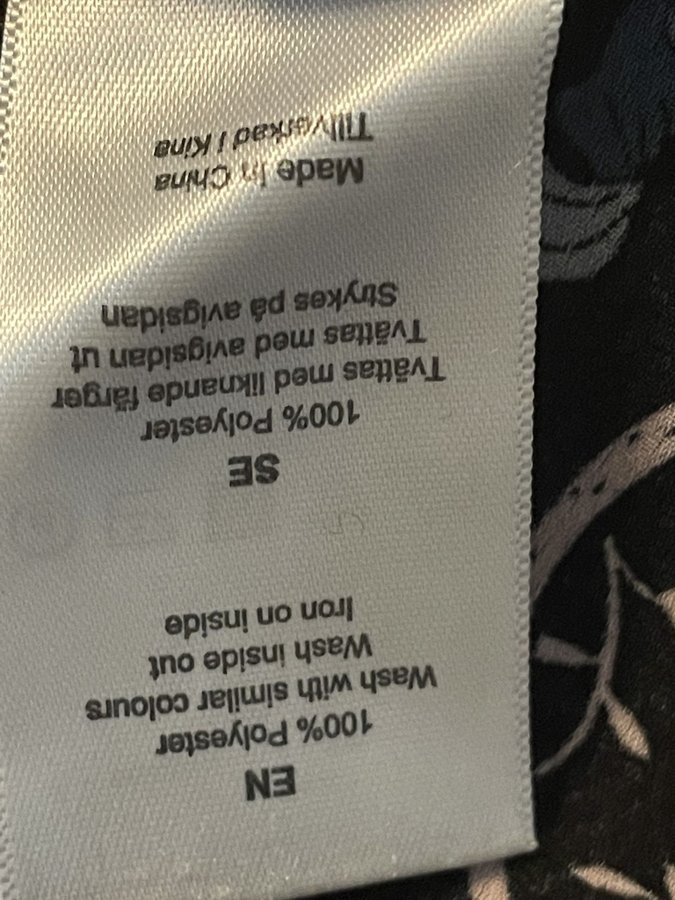 EN
100% Polyester
Wash with similar colours
Wash inside out
Iron on inside
SE
100% Polyester
Tvättas med liknande färger
Tvättas med avigsidan ut
Strykes på avigsidan
Made in China
Tillverkad i Kina